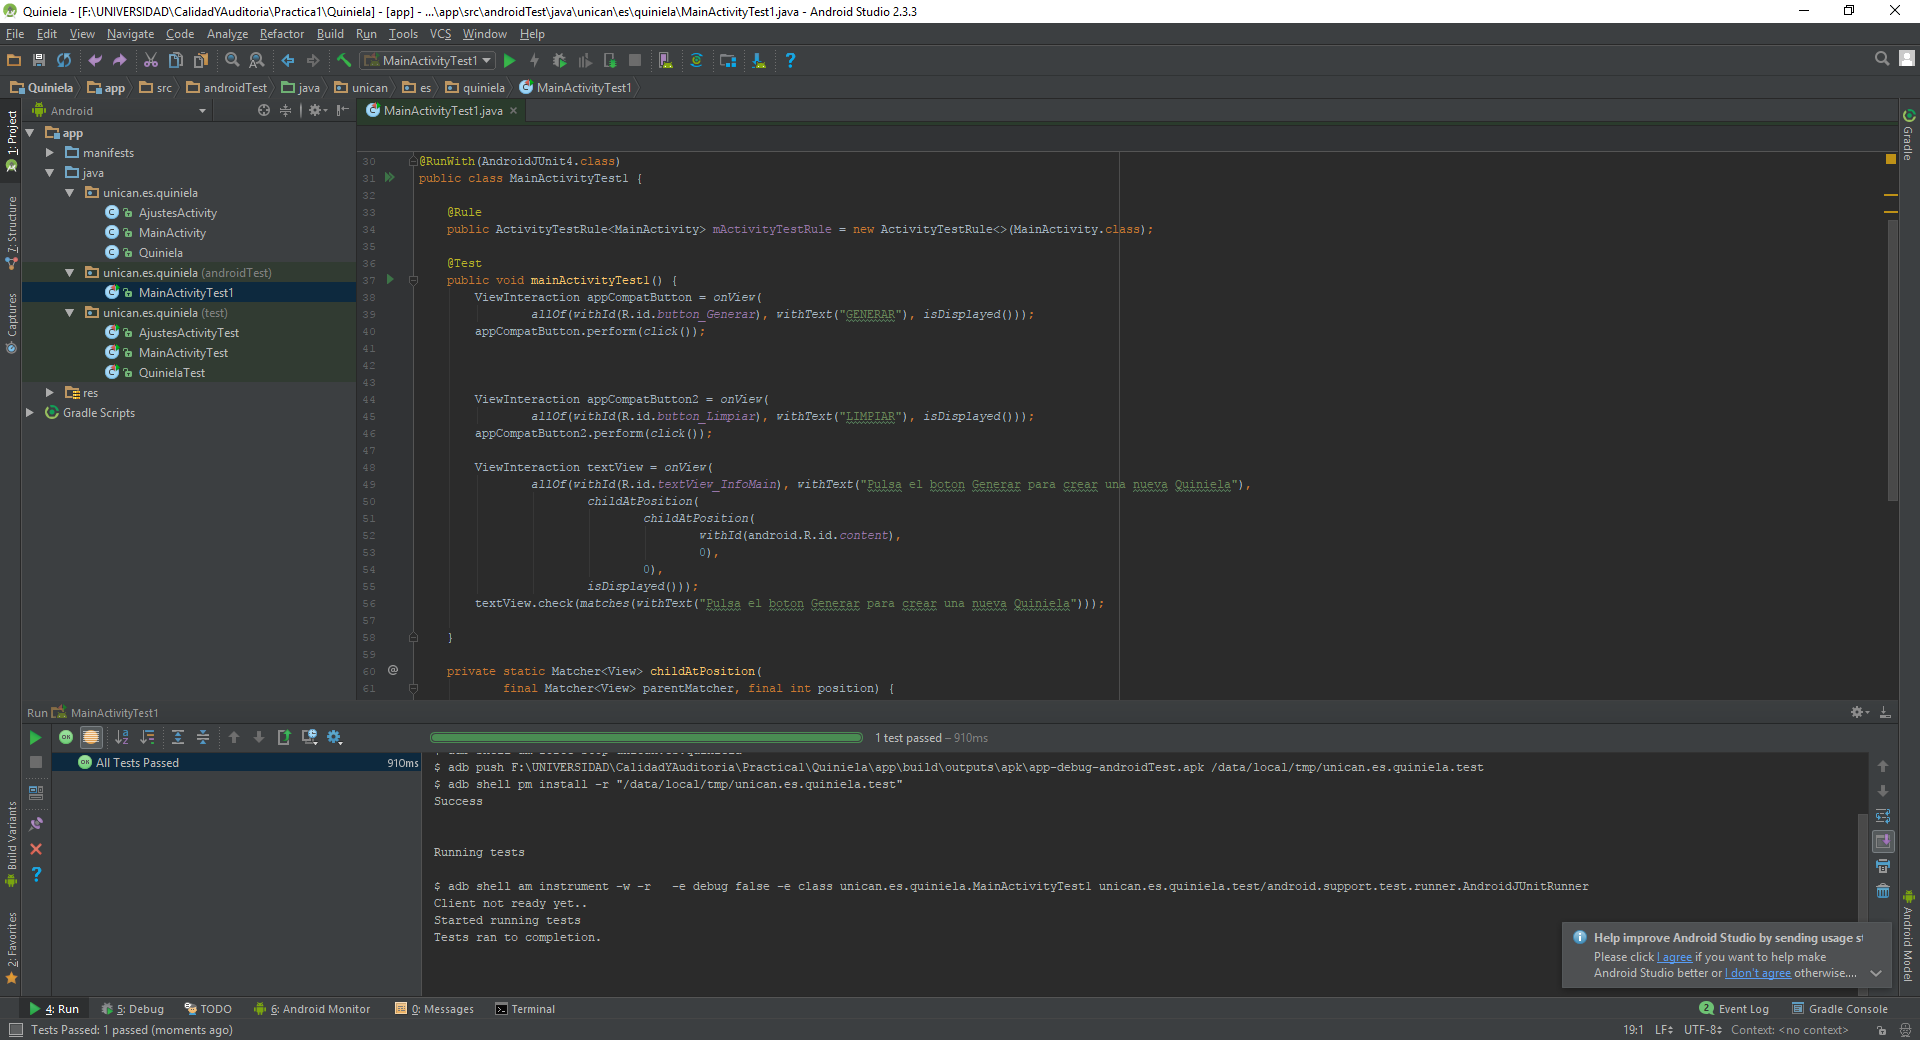 Quiniela - [F:\UNIVERSIDAD\CalidadYAuditoria\Practica1\Quiniela] - [app] - ...\app\src\androidTest\java\unican\es\quiniela\MainActivityTest1.java - Android Studio 2.3.3
File Edit View Navigate Code Analyze Refactor Build Run Tools VCS Window Help
MainActivityTest1
Quiniela app src androidTest java unican es quiniela MainActivityTest1
Android
MainActivityTest1.java
1: Project
7: Structure
Captures
Build Variants
2: Favorites
app
manifests
java
unican.es.quiniela
AjustesActivity
MainActivity
Quiniela
unican.es.quiniela (androidTest)
MainActivityTest1
unican.es.quiniela (test)
AjustesActivityTest
MainActivityTest
QuinielaTest
res
Gradle Scripts
30 @RunWith(AndroidJUnit4.class)
31 public class MainActivityTest1 {
32
33 @Rule
34 public ActivityTestRule<MainActivity> mActivityTestRule = new ActivityTestRule<>(MainActivity.class);
35
36 @Test
37 public void mainActivityTest1() {
38 ViewInteraction appCompatButton = onView(
39 allOf(withId(R.id.button_Generar), withText("GENERAR"), isDisplayed()));
40 appCompatButton.perform(click());
41
42
43
44 ViewInteraction appCompatButton2 = onView(
45 allOf(withId(R.id.button_Limpiar), withText("LIMPIAR"), isDisplayed()));
46 appCompatButton2.perform(click());
47
48 ViewInteraction textView = onView(
49 allOf(withId(R.id.textView_InfoMain), withText("Pulsa el boton Generar para crear una nueva Quiniela"),
50 childAtPosition(
51 childAtPosition(
52 withId(android.R.id.content),
53 0),
54 0),
55 isDisplayed()));
56 textView.check(matches(withText("Pulsa el boton Generar para crear una nueva Quiniela")));
57
58 }
59
60 @ private static Matcher<View> childAtPosition(
61 final Matcher<View> parentMatcher, final int position) {
Gradle
Android Model
Run MainActivityTest1
1 test passed – 910ms
All Tests Passed 910ms
$ adb push F:\UNIVERSIDAD\CalidadYAuditoria\Practica1\Quiniela\app\build\outputs\apk\app-debug-androidTest.apk /data/local/tmp/unican.es.quiniela.test
$ adb shell pm install -r "/data/local/tmp/unican.es.quiniela.test"
Success
Running tests
$ adb shell am instrument -w -r -e debug false -e class unican.es.quiniela.MainActivityTest1 unican.es.quiniela.test/android.support.test.runner.AndroidJUnitRunner
Client not ready yet..
Started running tests
Tests ran to completion.
Help improve Android Studio by sending usage st
Please click I agree if you want to help make
Android Studio better or I don't agree otherwise....
4: Run 5: Debug TODO 6: Android Monitor 0: Messages Terminal 2 Event Log Gradle Console
Tests Passed: 1 passed (moments ago) 19:1 LF UTF-8 Context: <no context>